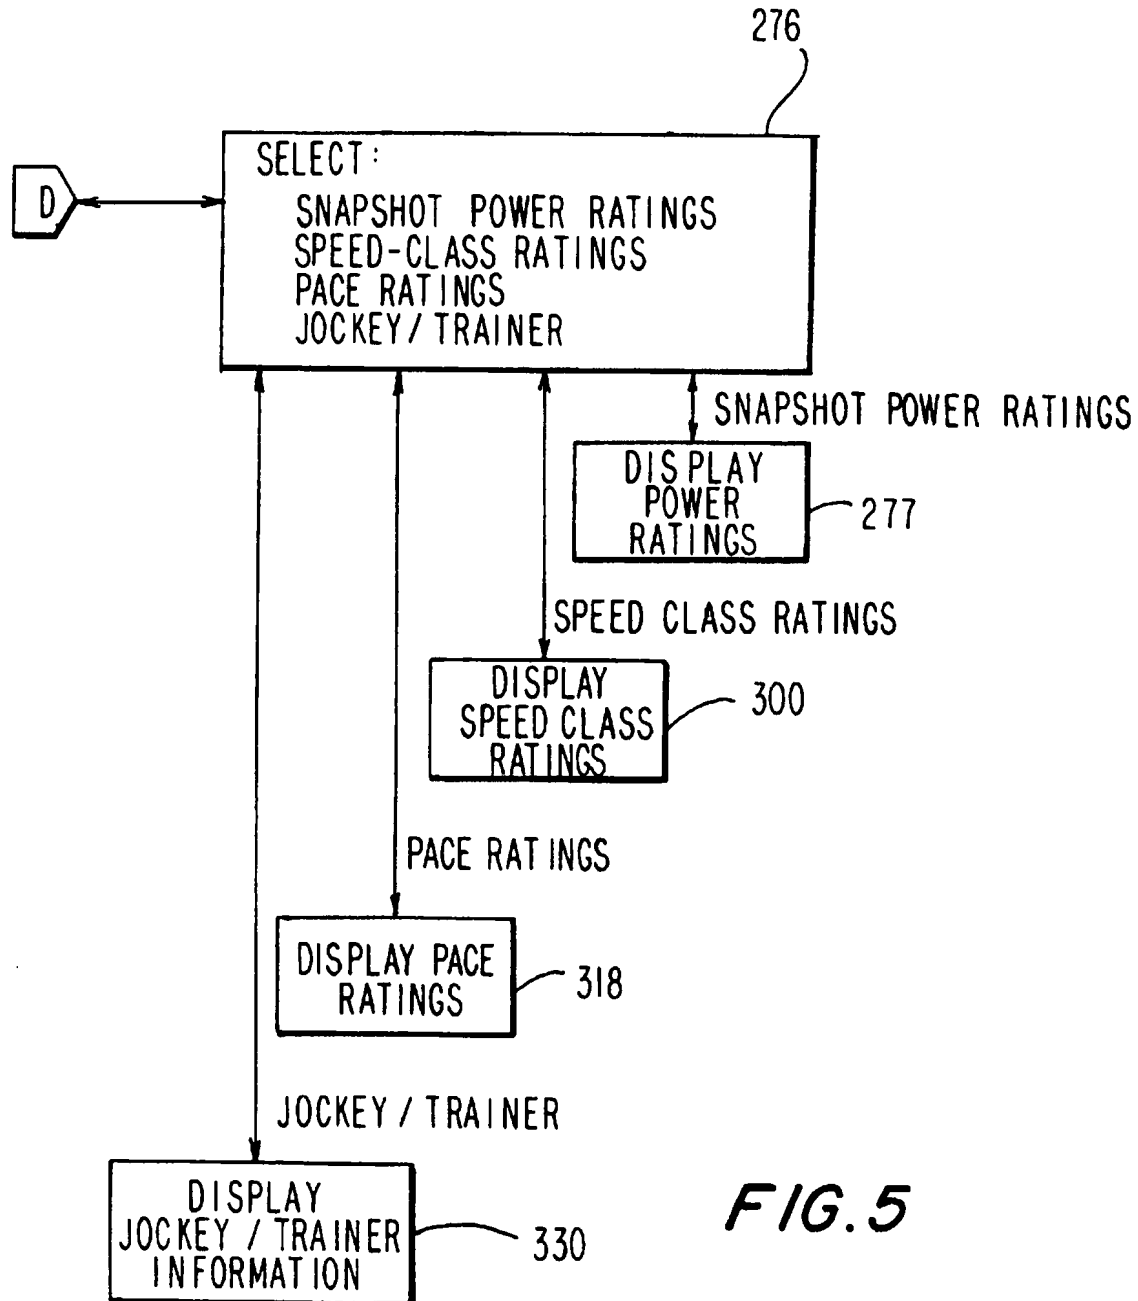 276
D
SELECT:
SNAPSHOT POWER RATINGS
SPEED-CLASS RATINGS
PACE RATINGS
JOCKEY/TRAINER
SNAPSHOT POWER RATINGS
DISPLAY
POWER
RATINGS
277
SPEED CLASS RATINGS
DISPLAY
SPEED CLASS
RATINGS
300
PACE RATINGS
DISPLAY PACE
RATINGS
318
JOCKEY/TRAINER
DISPLAY
JOCKEY/TRAINER
INFORMATION
330
FIG.5